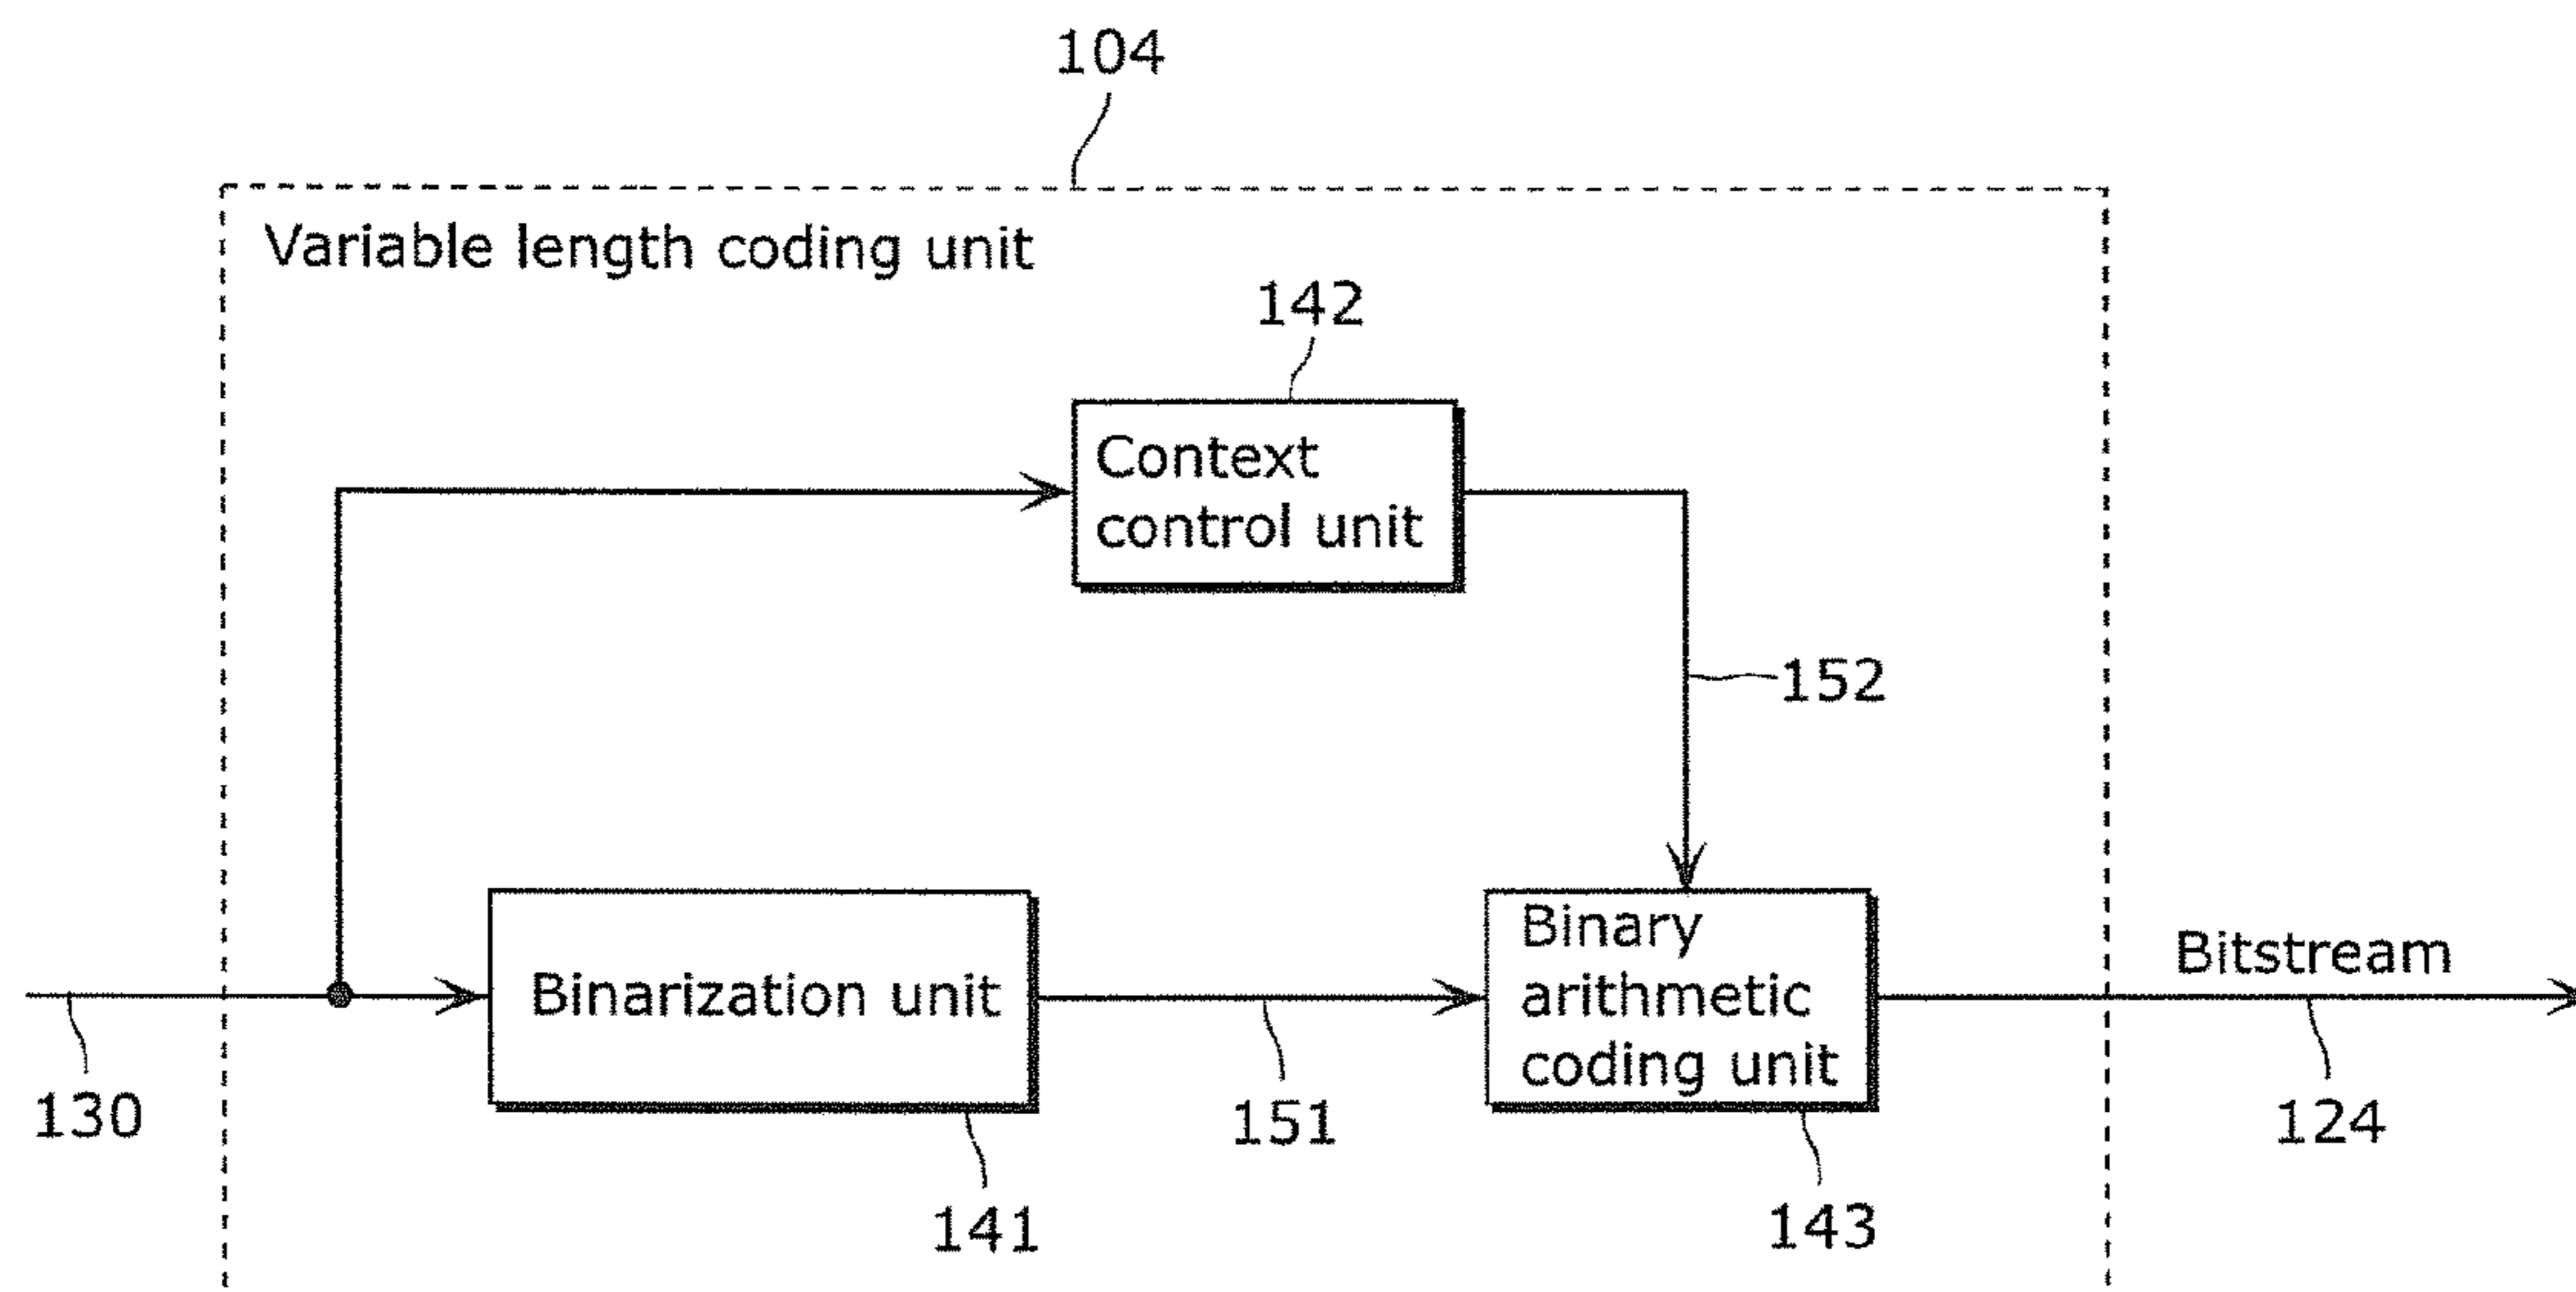 104
Variable length coding unit
142
Context
control unit
152
Binary
arithmetic
coding unit
Binarization unit
Bitstream
130
151
124
141
143